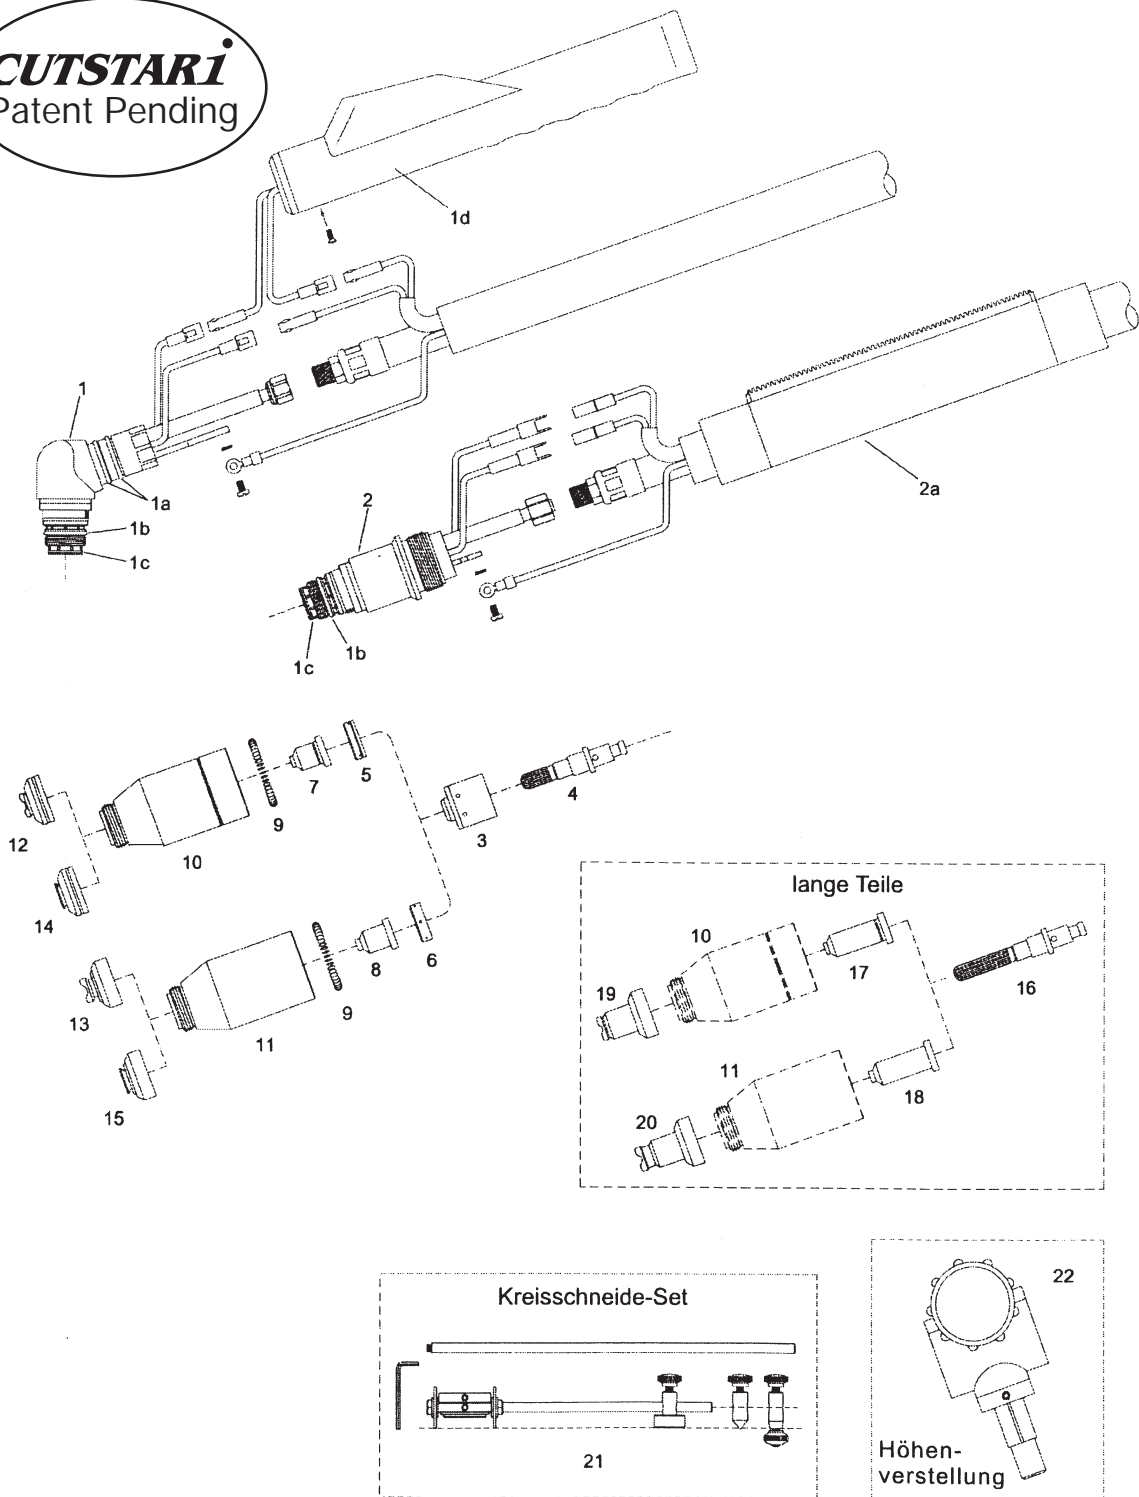 CUTSTARi
Patent Pending
1d
1
1a
1b
1c
2
2a
1b
1c
5
7
4
9
3
12
10
14
6
8
9
13
11
15
lange Teile
10
17
16
19
11
18
20
Kreisschneide-Set
21
22
Höhen-
verstellung